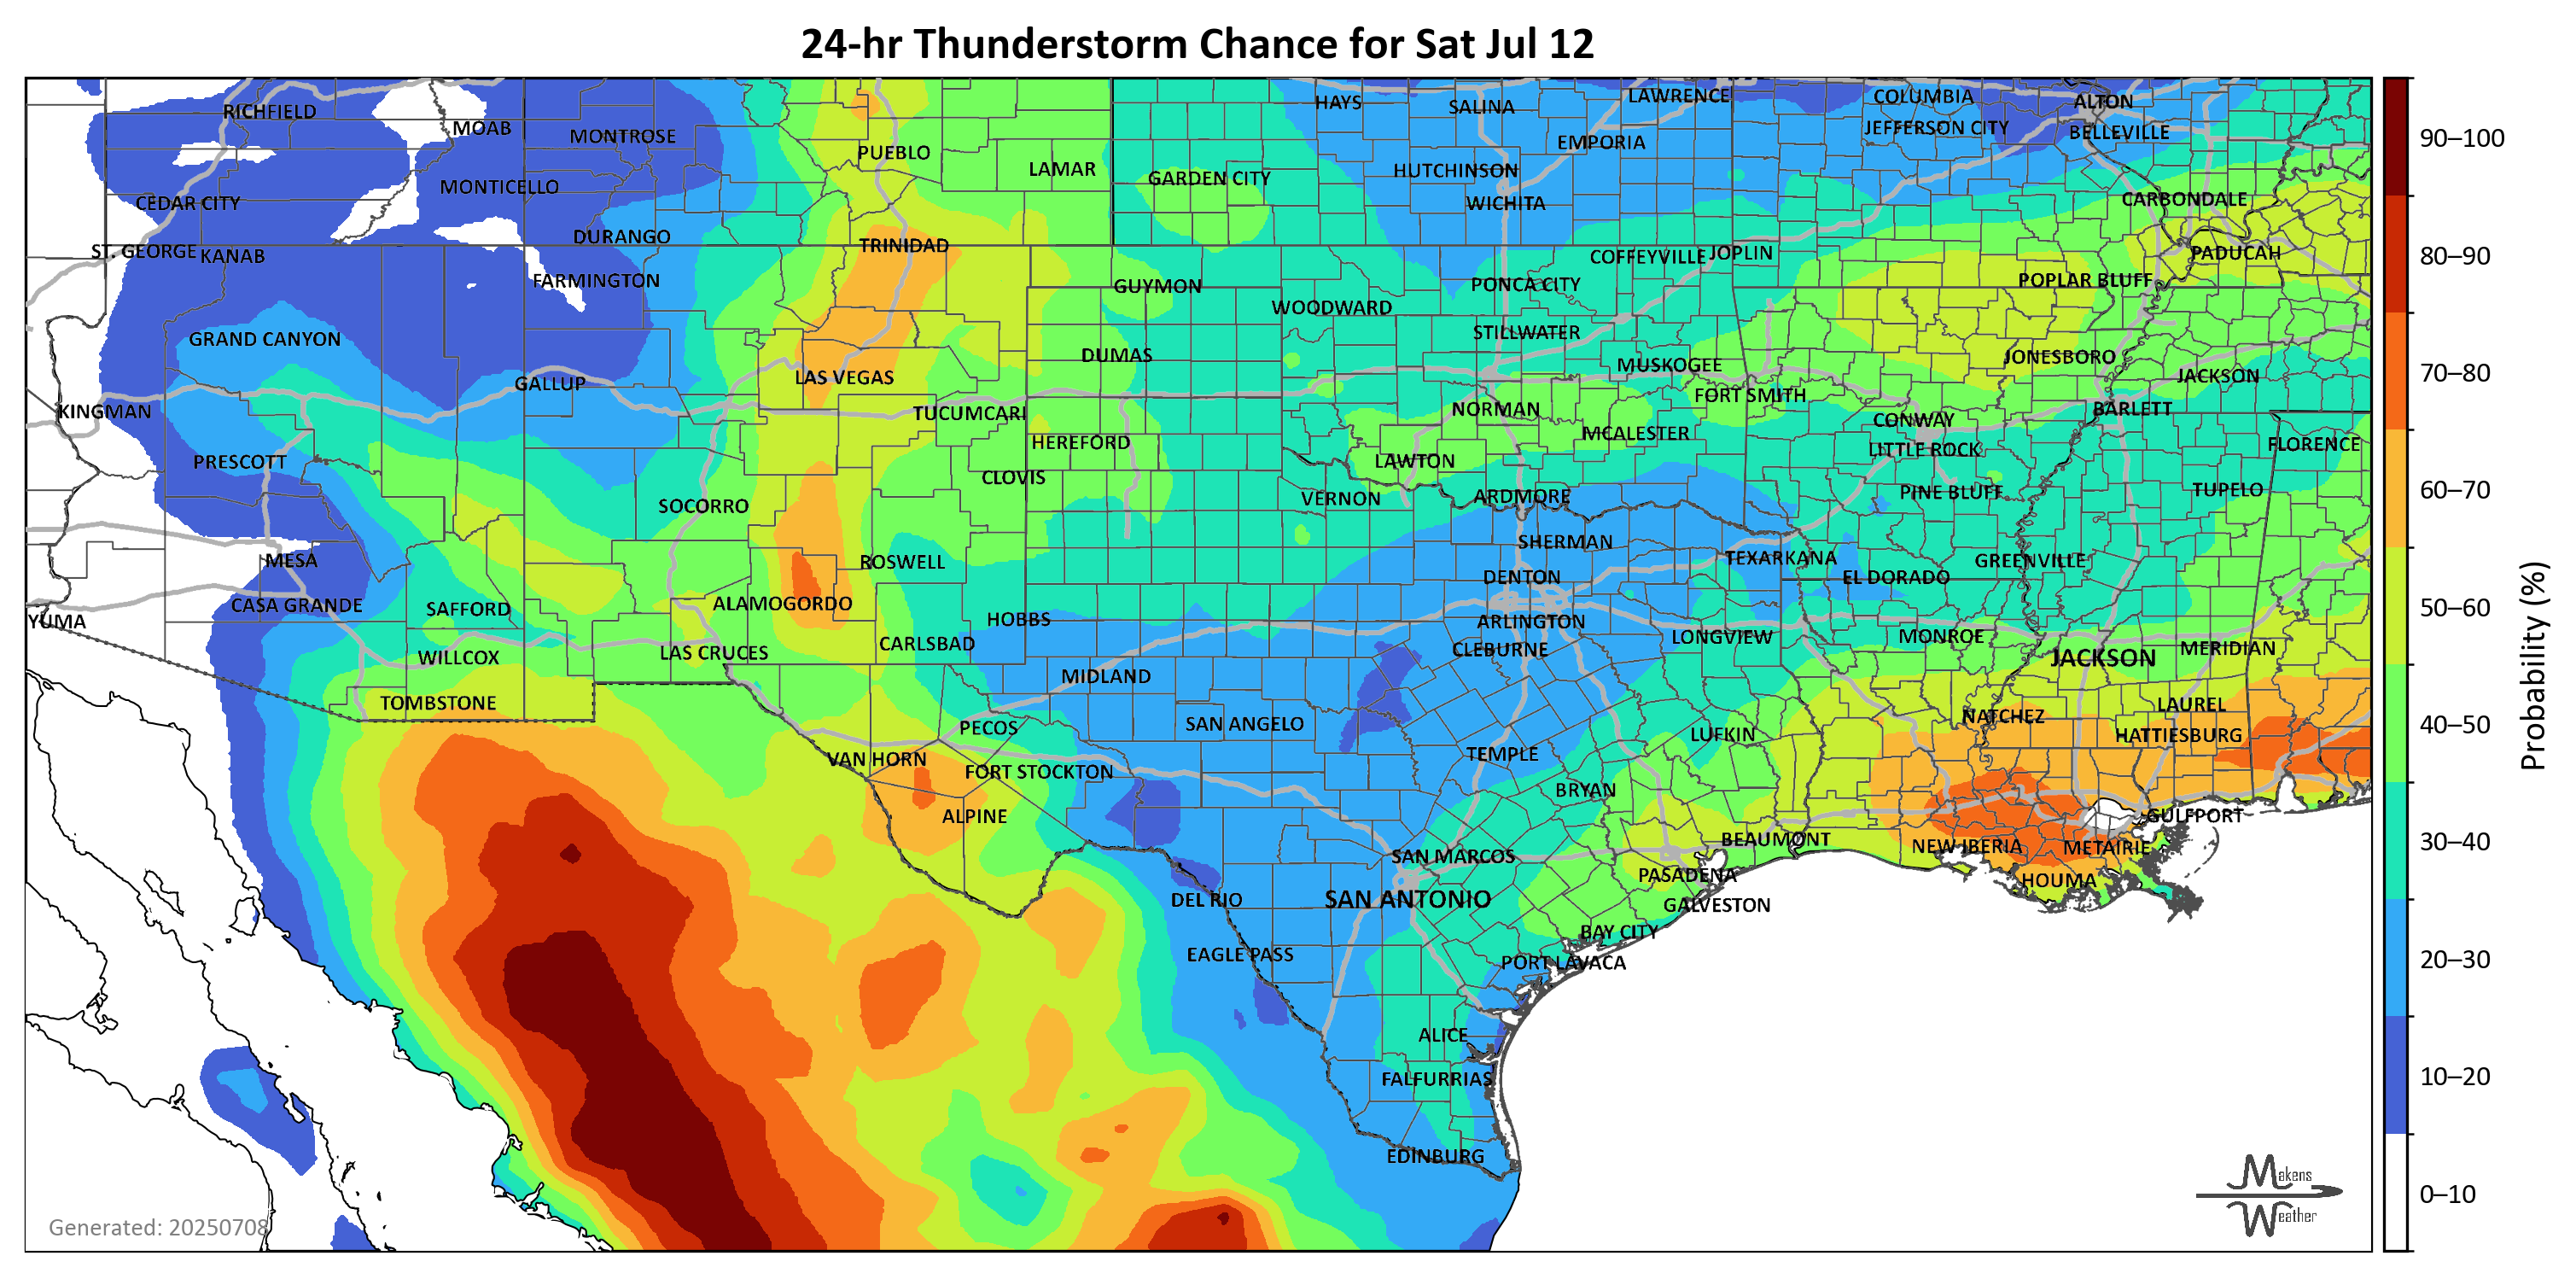 24-hr Thunderstorm Chance for Sat Jul 12
RICHFIELD
MOAB
MONTROSE
PUEBLO
LAMAR
GARDEN CITY
HAYS
SALINA
LAWRENCE
COLUMBIA
ALTON
EMPORIA
JEFFERSON CITY
BELLEVILLE
90–100
CEDAR CITY
MONTICELLO
HUTCHINSON
WICHITA
CARBONDALE
ST. GEORGE
KANAB
DURANGO
TRINIDAD
COFFEYVILLE
JOPLIN
PADUCAH
80–90
FARMINGTON
GUYMON
WOODWARD
PONCA CITY
POPLAR BLUFF
GRAND CANYON
DUMAS
STILLWATER
MUSKOGEE
JONESBORO
JACKSON
70–80
KINGMAN
GALLUP
LAS VEGAS
TUCUMCARI
NORMAN
FORT SMITH
CONWAY
BARLETT
PRESCOTT
HEREFORD
CLOVIS
LAWTON
MCALESTER
LITTLE ROCK
FLORENCE
60–70
SOCORRO
VERNON
ARDMORE
PINE BLUFF
TUPELO
MESA
ROSWELL
SHERMAN
DENTON
TEXARKANA
GREENVILLE
CASA GRANDE
SAFFORD
ALAMOGORDO
EL DORADO
50–60
YUMA
HOBBS
ARLINGTON
WILLCOX
LAS CRUCES
CARLSBAD
CLEBURNE
LONGVIEW
MONROE
JACKSON
MERIDIAN
TOMBSTONE
MIDLAND
PECOS
SAN ANGELO
LUFKIN
NATCHEZ
LAUREL
HATTIESBURG
40–50
Probability (%)
VAN HORN
FORT STOCKTON
TEMPLE
BRYAN
ALPINE
GULFPORT
BEAUMONT
NEW IBERIA
METAIRIE
30–40
SAN MARCOS
PASADENA
HOUMA
DEL RIO
SAN ANTONIO
GALVESTON
EAGLE PASS
BAY CITY
PORT LAVACA
20–30
ALICE
FALFURRIAS
10–20
EDINBURG
Makens
Weather
0–10
Generated: 20250708